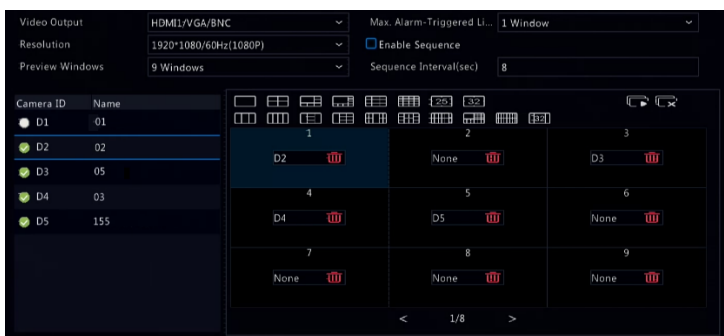 Video Output HDMI1/VGA/BNC Max. Alarm-Triggered Li... 1 Window
Resolution 1920*1080/60Hz(1080P) Enable Sequence
Preview Windows 9 Windows Sequence Interval(sec) 8
Camera ID Name
D1 01
D2 02
D3 05
D4 03
D5 155
25 32
32
1 2 3
D2 None D3
4 5 6
D4 D5 None
7 8 9
None None None
< 1/8 >